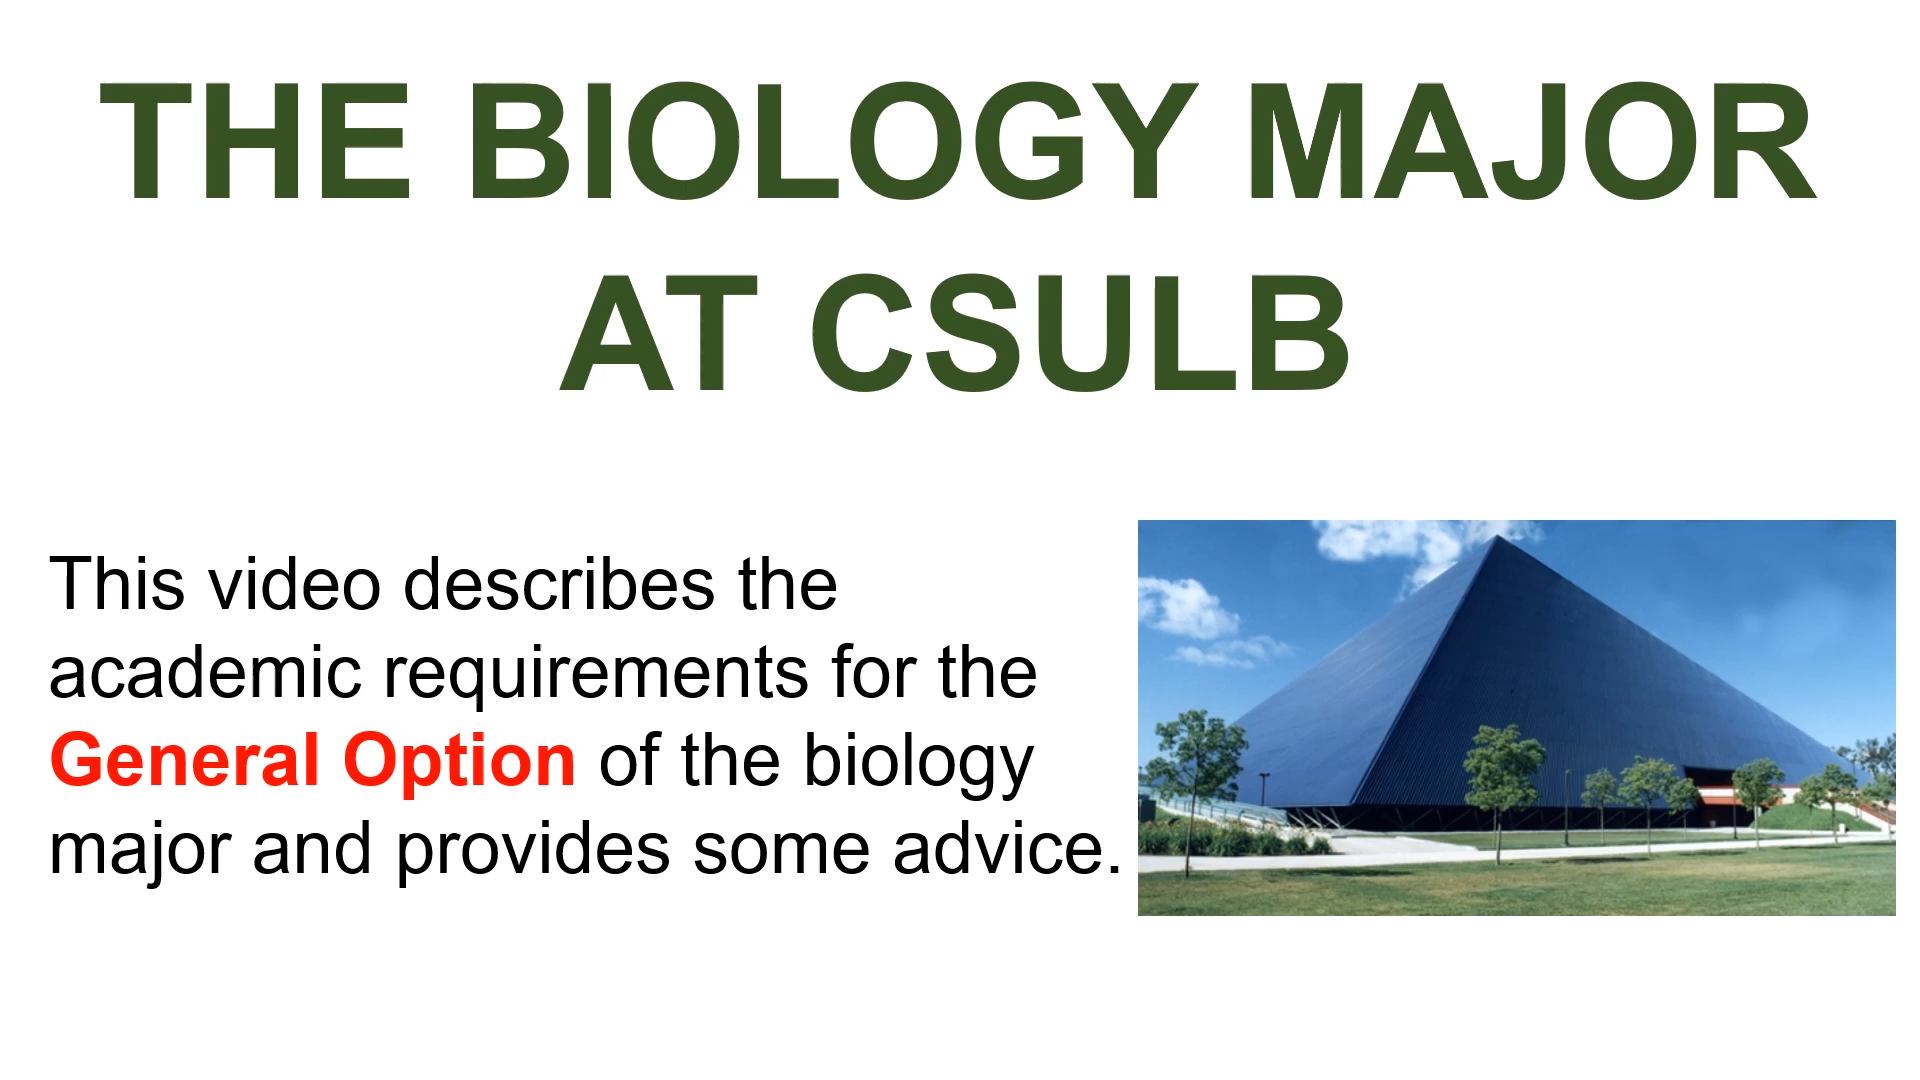 THE BIOLOGY MAJOR
AT CSULB
This video describes the
academic requirements for the
General Option of the biology
major and provides some advice.